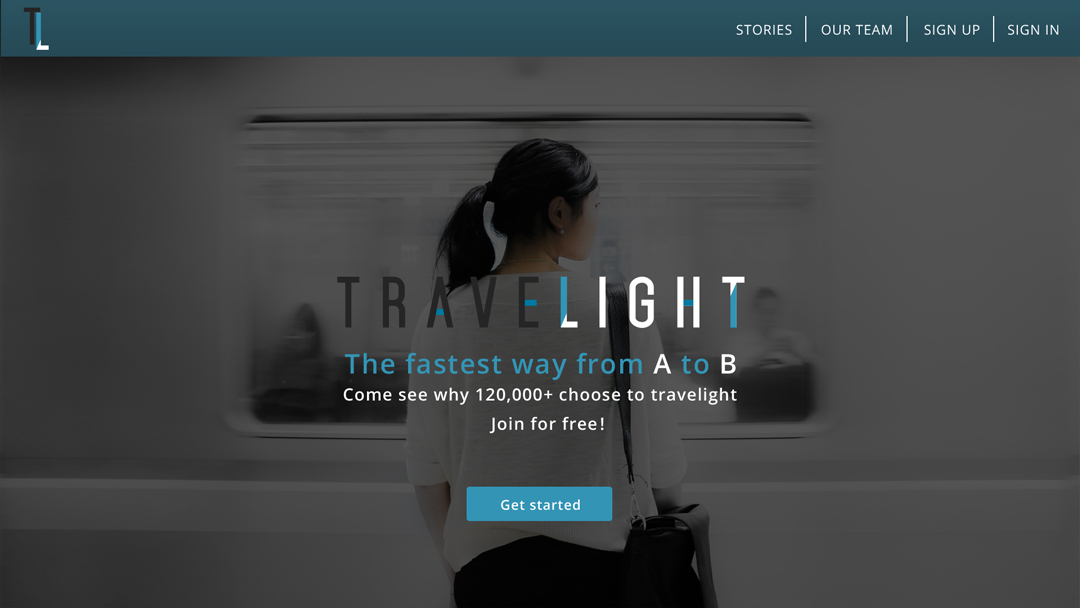 TL
STORIES
OUR TEAM
SIGN UP
SIGN IN
TRAVELIGHT
The fastest way from A to B
Come see why 120,000+ choose to travelight
Join for free!
Get started